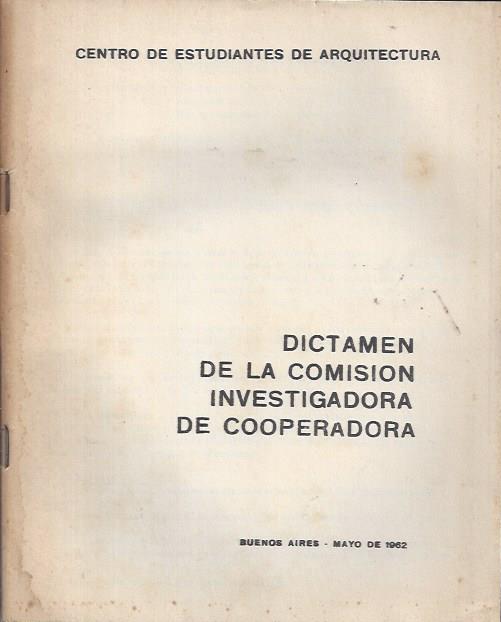 CENTRO DE ESTUDIANTES DE ARQUITECTURA
DICTAMEN
DE LA COMISION
INVESTIGADORA
DE COOPERADORA
BUENOS AIRES - MAYO DE 1962